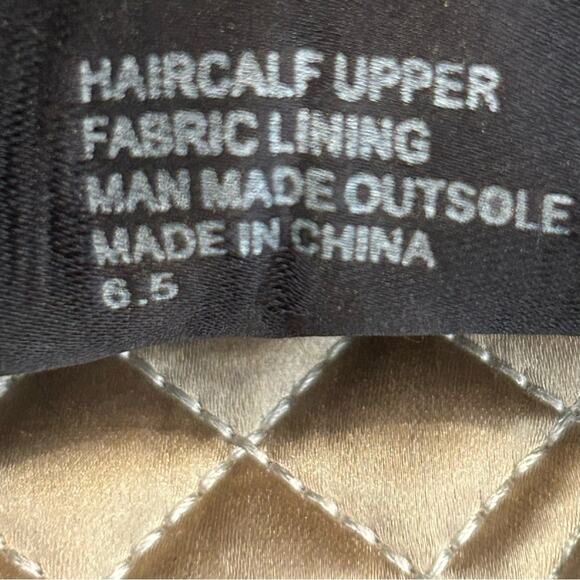 HAIRCALF UPPER
FABRIC LINING
MAN MADE OUTSOLE
MADE IN CHINA
6.5